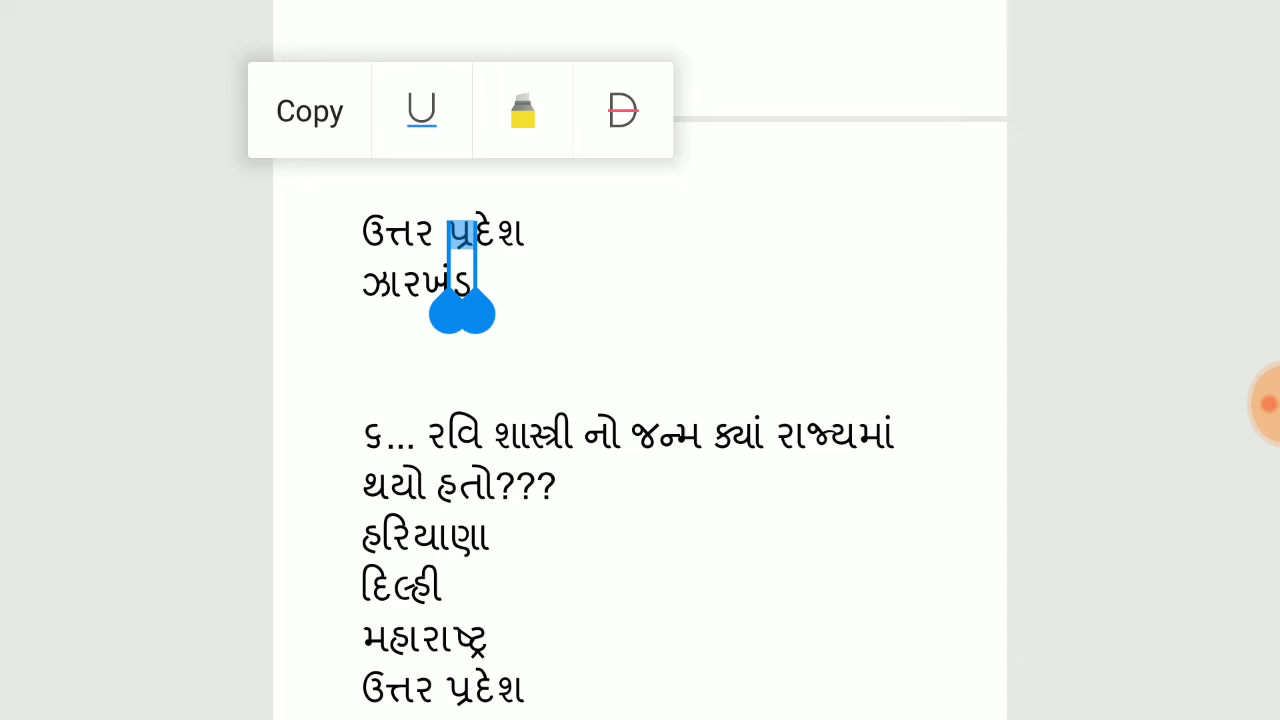 Copy
ઉત્તર પ્રદેશ
ઝારખંડ
૬... રવિ શાસ્ત્રી નો જન્મ ક્યાં રાજ્યમાં
થયો હતો???
હરિયાણા
દિલ્હી
મહારાષ્ટ્ર
ઉત્તર પ્રદેશ